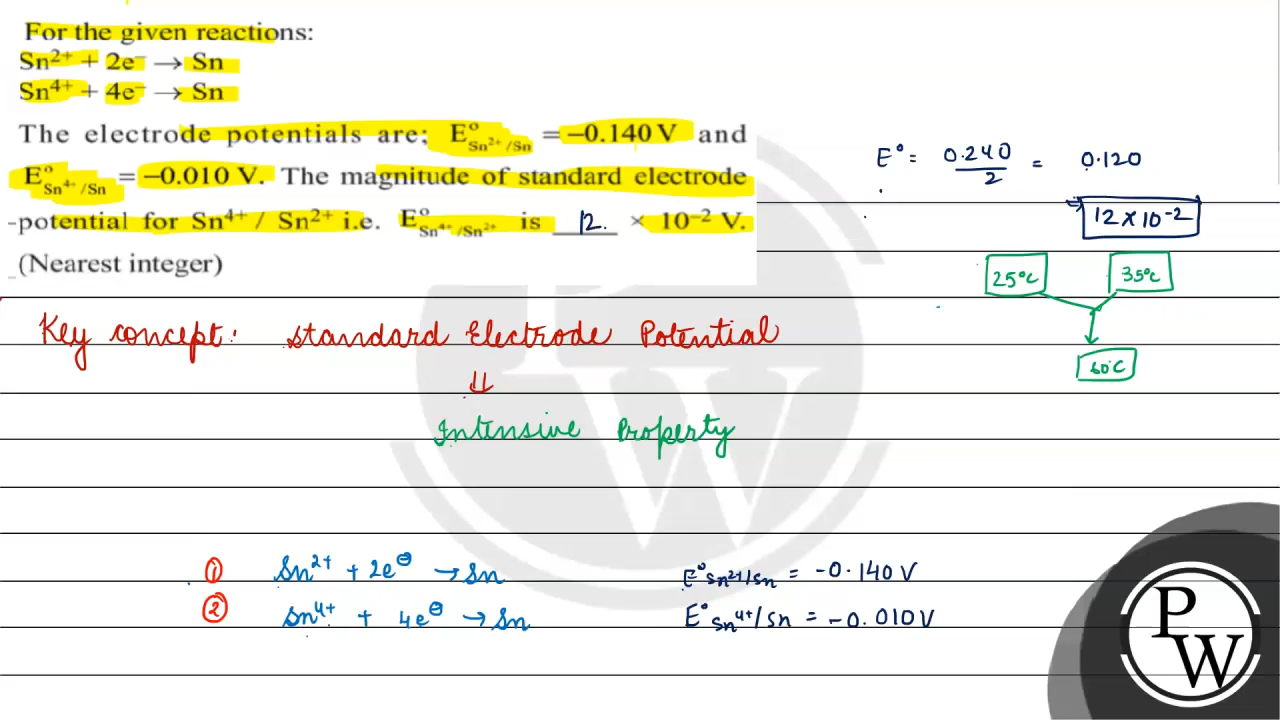 For the given reactions:
Sn²⁺ + 2e⁻ → Sn
Sn⁴⁺ + 4e⁻ → Sn
The electrode potentials are; E°Sn²⁺/Sn = –0.140 V and
E°Sn⁴⁺/Sn = –0.010 V. The magnitude of standard electrode
potential for Sn⁴⁺ / Sn²⁺ i.e. E°Sn⁴⁺/Sn²⁺ is 12. × 10⁻² V.
(Nearest integer)
E° = 0.240/2 = 0.120
→ 12 × 10⁻²
25°C 35°C
60°C
Key concept: Standard Electrode Potential
⇓
Intensive Property
① Sn²⁺ + 2e⊖ → Sn E°Sn²⁺/Sn = -0.140 V
② Sn⁴⁺ + 4e⊖ → Sn E°Sn⁴⁺/Sn = -0.010 V
P
W
P
W